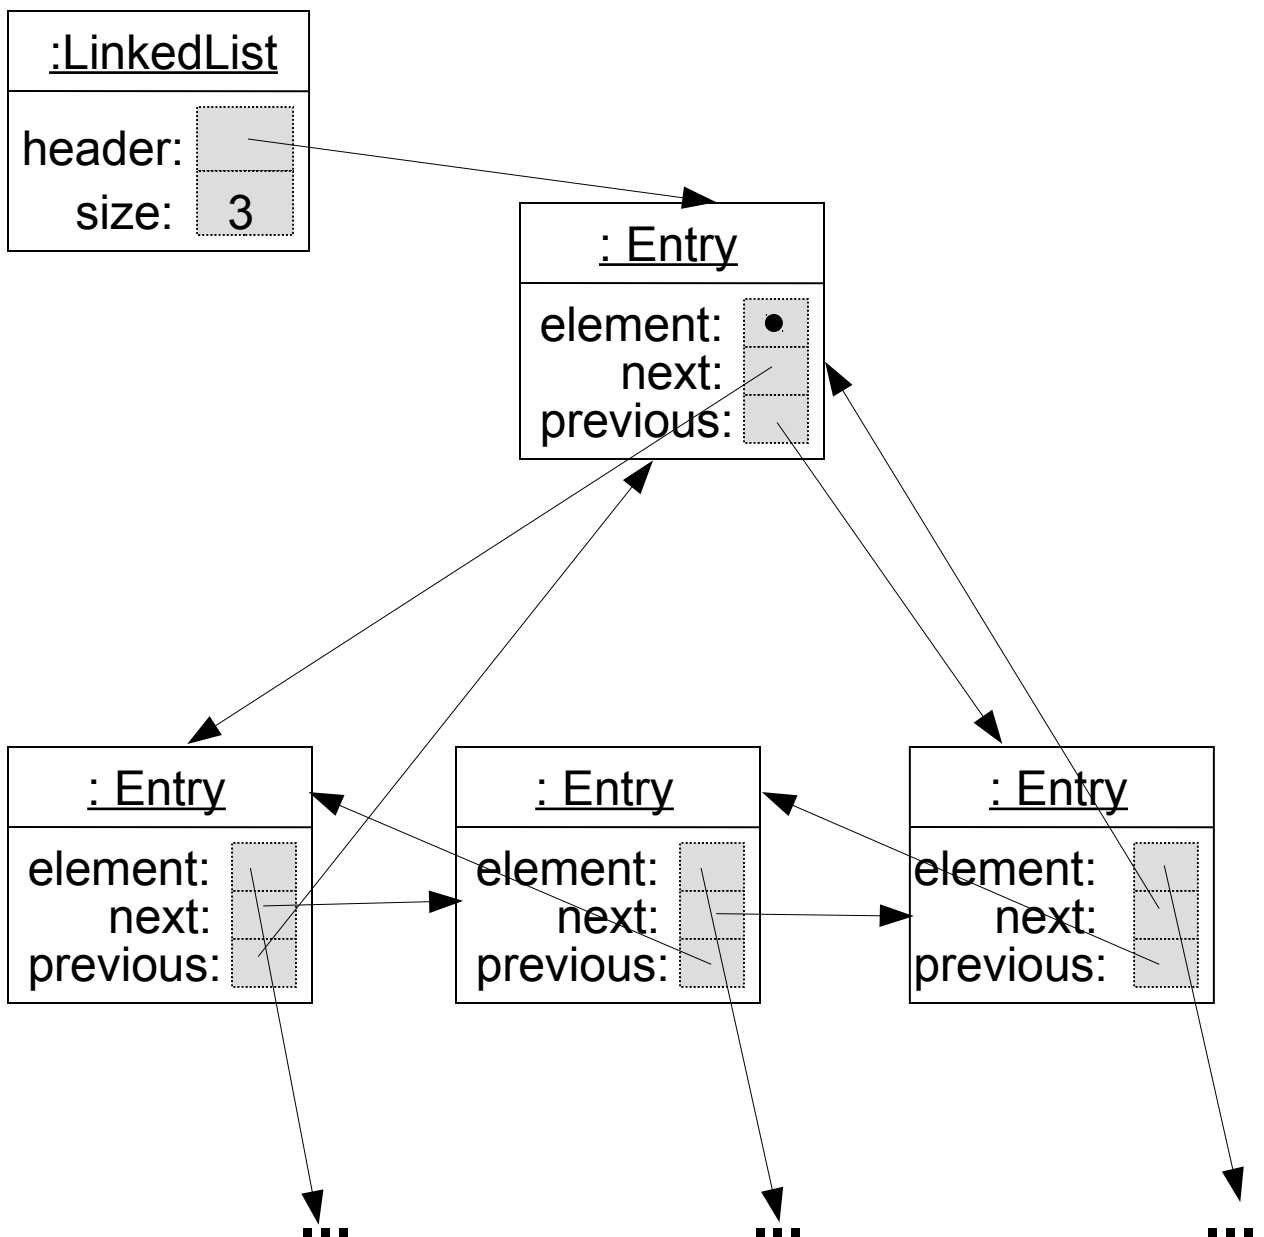 :LinkedList
header:
size: 3
: Entry
element:
next:
previous:
: Entry
element:
next:
previous:
: Entry
element:
next:
previous:
: Entry
element:
next:
previous:
... ... ...